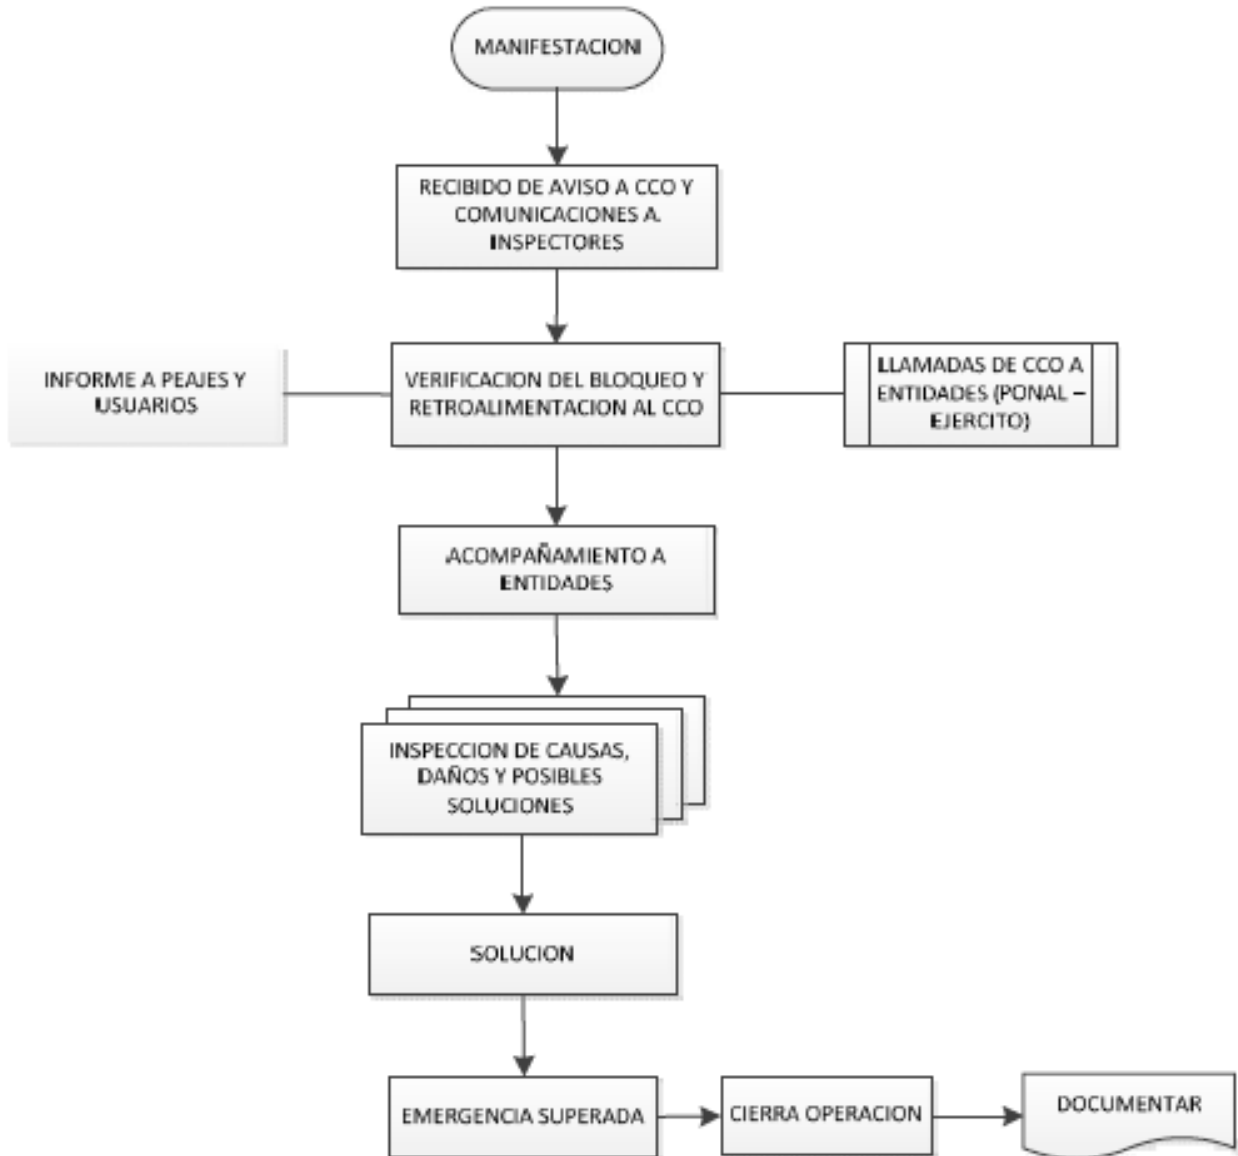 MANIFESTACION
RECIBIDO DE AVISO A CCO Y
COMUNICACIONES A
INSPECTORES
INFORME A PEAJES Y
USUARIOS
VERIFICACION DEL BLOQUEO Y
RETROALIMENTACION AL CCO
LLAMADAS DE CCO A
ENTIDADES (PONAL –
EJERCITO)
ACOMPAÑAMIENTO A
ENTIDADES
INSPECCION DE CAUSAS,
DAÑOS Y POSIBLES
SOLUCIONES
SOLUCION
EMERGENCIA SUPERADA
CIERRA OPERACION
DOCUMENTAR